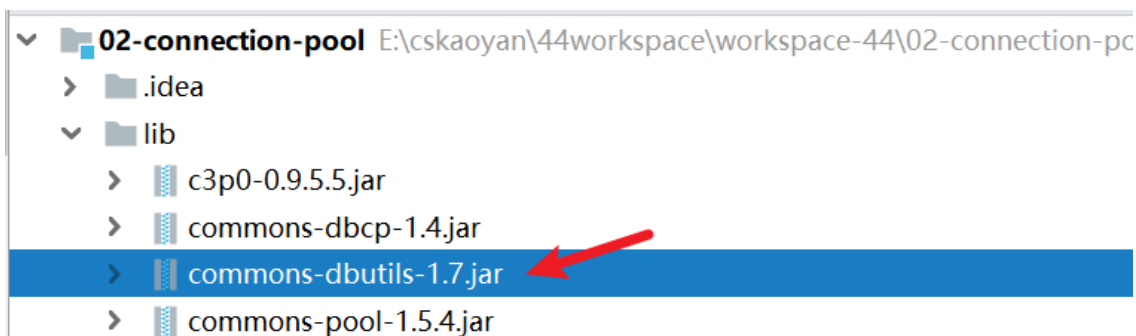 02-connection-pool E:\cskaoyan\44workspace\workspace-44\02-connection-po
.idea
lib
c3p0-0.9.5.5.jar
commons-dbcp-1.4.jar
commons-dbutils-1.7.jar
commons-pool-1.5.4.jar